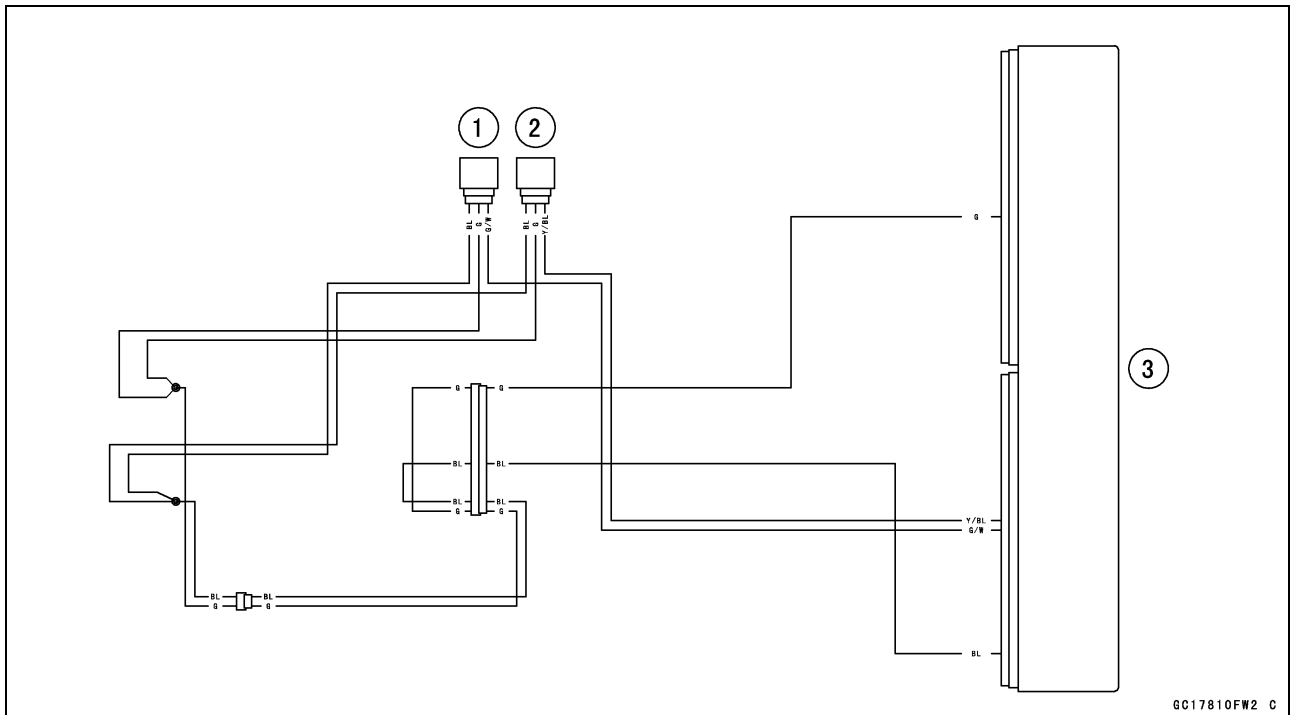 1 2
BL G G/W BL G Y/BL
G
3
G G
BL BL
BL BL
G G
Y/BL
G/W
BL BL
G G
BL
GC17810FW2 C